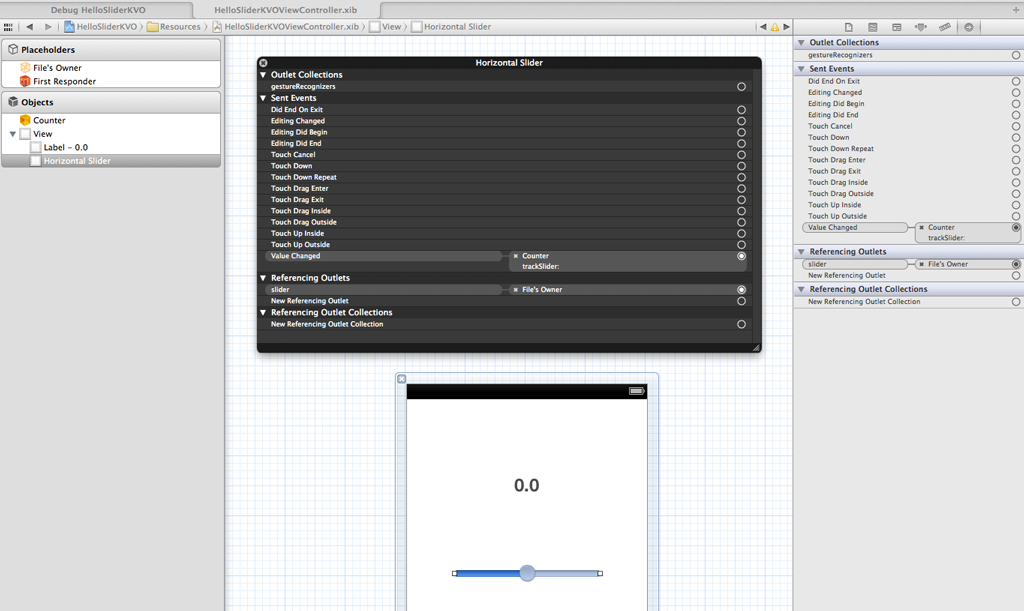 Debug HelloSliderKVO
HelloSliderKVOViewController.xib
HelloSliderKVO
Resources
HelloSliderKVOViewController.xib
View
Horizontal Slider
Placeholders
File's Owner
First Responder
Objects
Counter
View
Label – 0.0
Horizontal Slider
Horizontal Slider
Outlet Collections
gestureRecognizers
Sent Events
Did End On Exit
Editing Changed
Editing Did Begin
Editing Did End
Touch Cancel
Touch Down
Touch Down Repeat
Touch Drag Enter
Touch Drag Exit
Touch Drag Inside
Touch Drag Outside
Touch Up Inside
Touch Up Outside
Value Changed
Counter
trackSlider:
Referencing Outlets
slider
File's Owner
New Referencing Outlet
Referencing Outlet Collections
New Referencing Outlet Collection
0.0
Outlet Collections
gestureRecognizers
Sent Events
Did End On Exit
Editing Changed
Editing Did Begin
Editing Did End
Touch Cancel
Touch Down
Touch Down Repeat
Touch Drag Enter
Touch Drag Exit
Touch Drag Inside
Touch Drag Outside
Touch Up Inside
Touch Up Outside
Value Changed
Counter
trackSlider:
Referencing Outlets
slider
File's Owner
New Referencing Outlet
Referencing Outlet Collections
New Referencing Outlet Collection